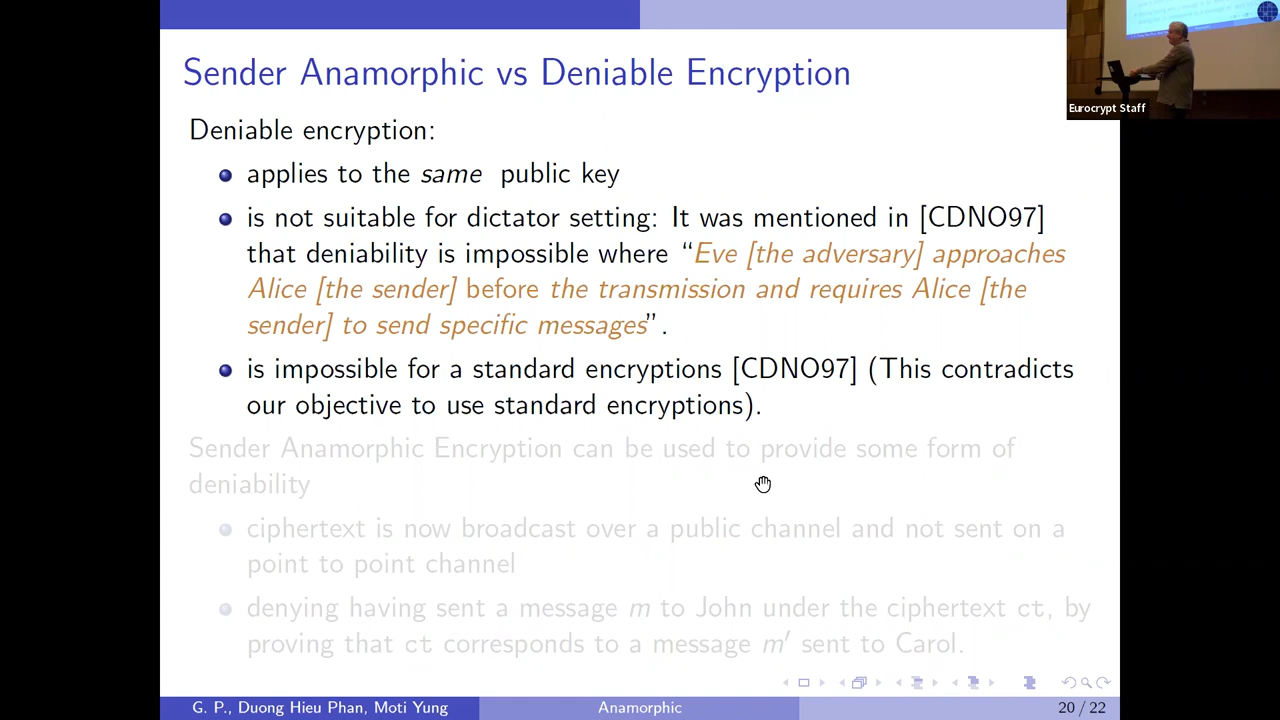 Sender Anamorphic vs Deniable Encryption
Deniable encryption:
applies to the same public key
is not suitable for dictator setting: It was mentioned in [CDNO97]
that deniability is impossible where “Eve [the adversary] approaches
Alice [the sender] before the transmission and requires Alice [the
sender] to send specific messages”.
is impossible for a standard encryptions [CDNO97] (This contradicts
our objective to use standard encryptions).
Sender Anamorphic Encryption can be used to provide some form of
deniability
ciphertext is now broadcast over a public channel and not sent on a
point to point channel
denying having sent a message m to John under the ciphertext ct, by
proving that ct corresponds to a message m′ sent to Carol.
G. P., Duong Hieu Phan, Moti Yung
Anamorphic
20 / 22
Eurocrypt Staff